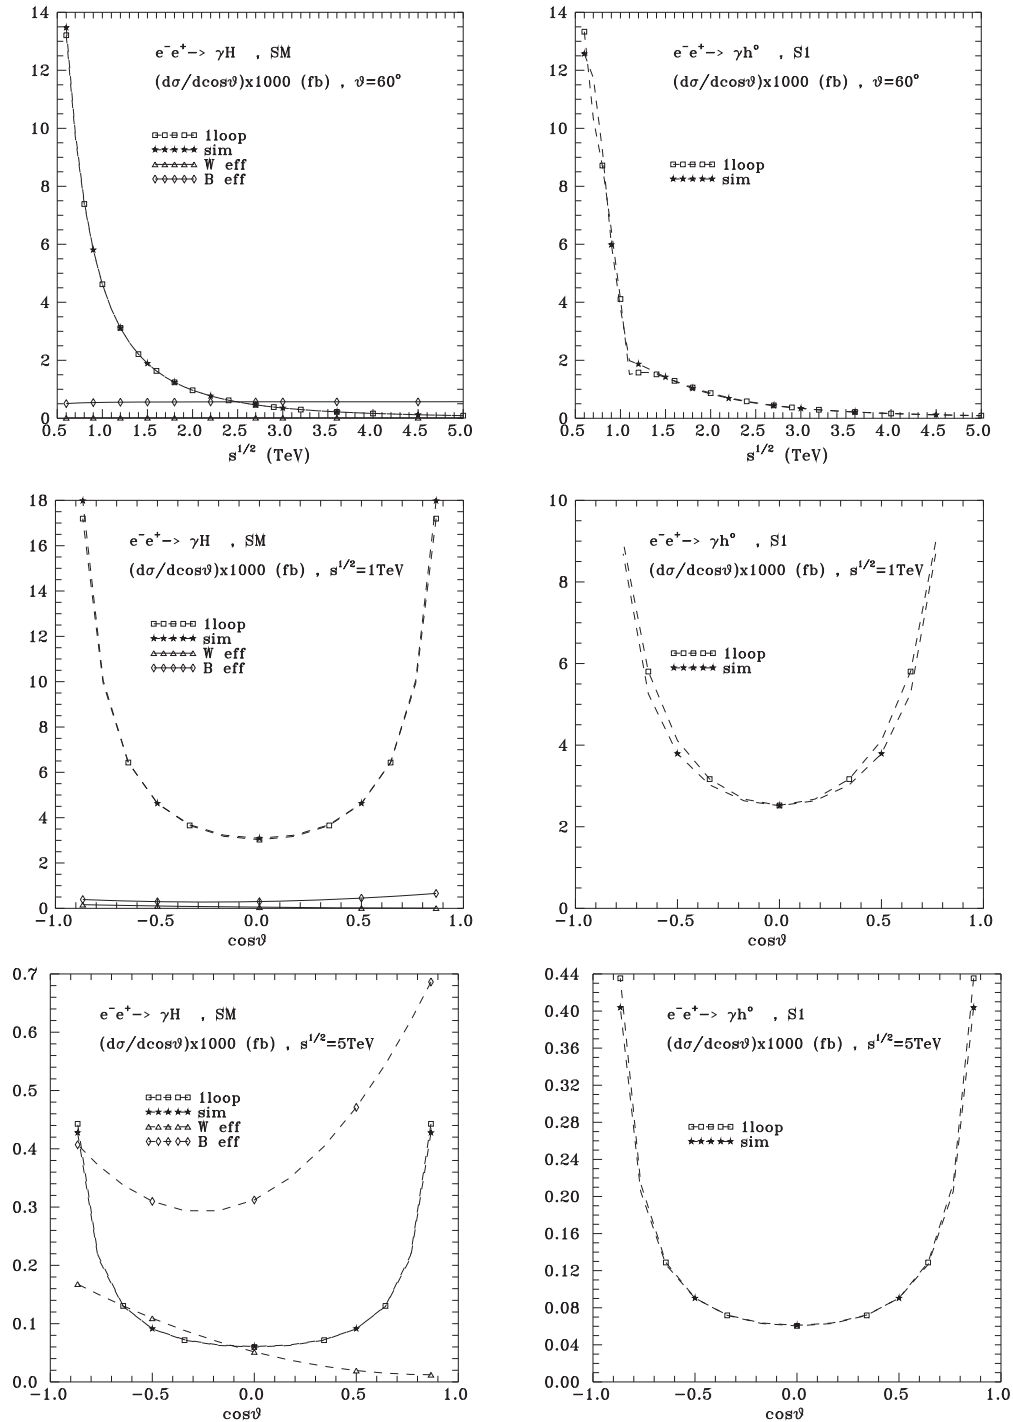 14
12
10
8
6
4
2
0
e⁻e⁺−> γH , SM
(dσ/dcosϑ)x1000 (fb) , ϑ=60°
1loop
sim
W eff
B eff
0.5 1.0 1.5 2.0 2.5 3.0 3.5 4.0 4.5 5.0
s^1/2 (TeV)
14
12
10
8
6
4
2
0
e⁻e⁺−> γh° , S1
(dσ/dcosϑ)x1000 (fb) , ϑ=60°
1loop
sim
0.5 1.0 1.5 2.0 2.5 3.0 3.5 4.0 4.5 5.0
s^1/2 (TeV)
18
16
14
12
10
8
6
4
2
0
e⁻e⁺−> γH , SM
(dσ/dcosϑ)x1000 (fb) , s^1/2=1TeV
1loop
sim
W eff
B eff
−1.0 −0.5 0.0 0.5 1.0
cosϑ
10
8
6
4
2
0
e⁻e⁺−> γh° , S1
(dσ/dcosϑ)x1000 (fb) , s^1/2=1TeV
1loop
sim
−1.0 −0.5 0.0 0.5 1.0
cosϑ
0.7
0.6
0.5
0.4
0.3
0.2
0.1
0.0
e⁻e⁺−> γH , SM
(dσ/dcosϑ)x1000 (fb) , s^1/2=5TeV
1loop
sim
W eff
B eff
−1.0 −0.5 0.0 0.5 1.0
cosϑ
0.44
0.40
0.36
0.32
0.28
0.24
0.20
0.16
0.12
0.08
0.04
0.00
e⁻e⁺−> γh° , S1
(dσ/dcosϑ)x1000 (fb) , s^1/2=5TeV
1loop
sim
−1.0 −0.5 0.0 0.5 1.0
cosϑ